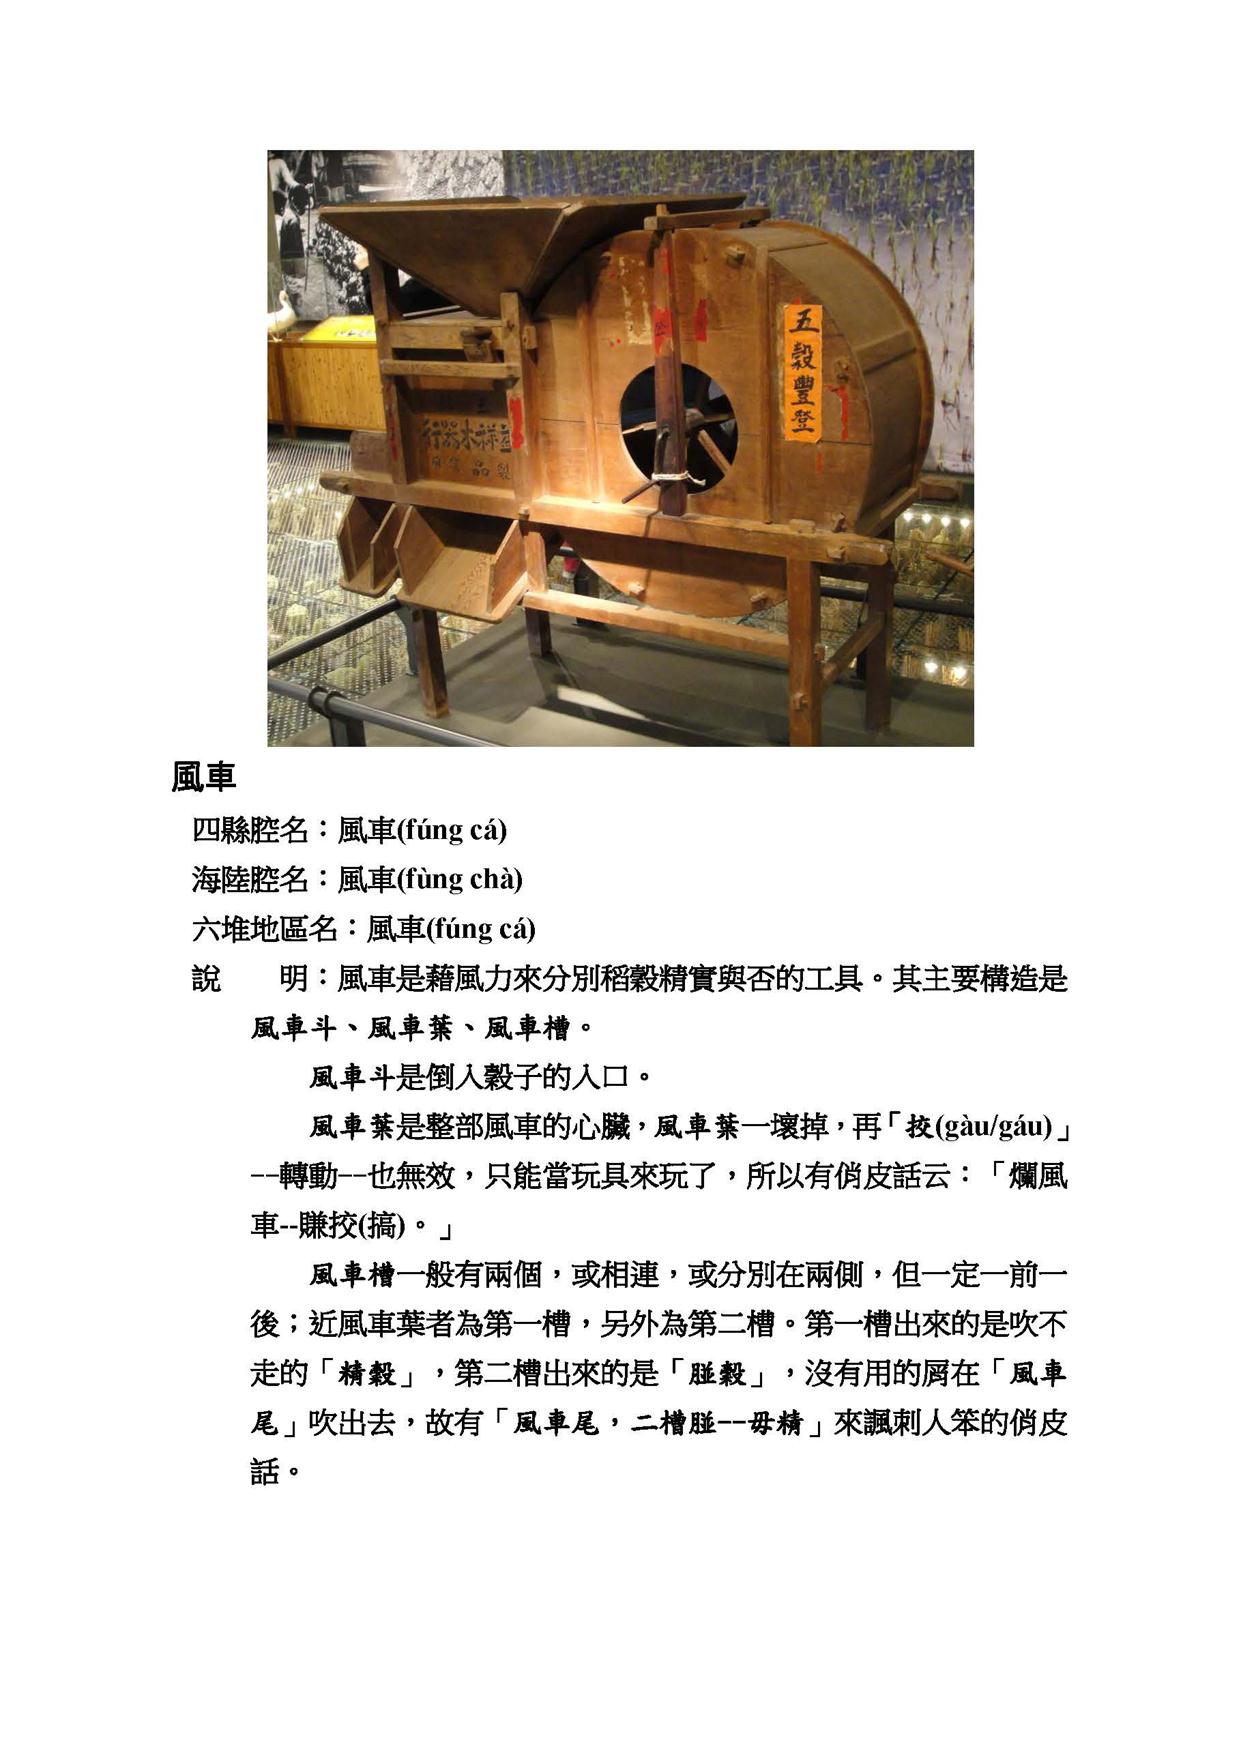 五穀豐登
風車
四縣腔名：風車(fúng cá)
海陸腔名：風車(fùng chà)
六堆地區名：風車(fúng cá)
說　　明：風車是藉風力來分別稻穀精實與否的工具。其主要構造是
風車斗、風車葉、風車槽。
風車斗是倒入穀子的入口。
風車葉是整部風車的心臟，風車葉一壞掉，再「挍(gàu/gáu)」
--轉動--也無效，只能當玩具來玩了，所以有俏皮話云：「爛風
車--賺挍(搞)。」
風車槽一般有兩個，或相連，或分別在兩側，但一定一前一
後；近風車葉者為第一槽，另外為第二槽。第一槽出來的是吹不
走的「精穀」，第二槽出來的是「䀴穀」，沒有用的屑在「風車
尾」吹出去，故有「風車尾，二槽䀴--毋精」來諷刺人笨的俏皮
話。